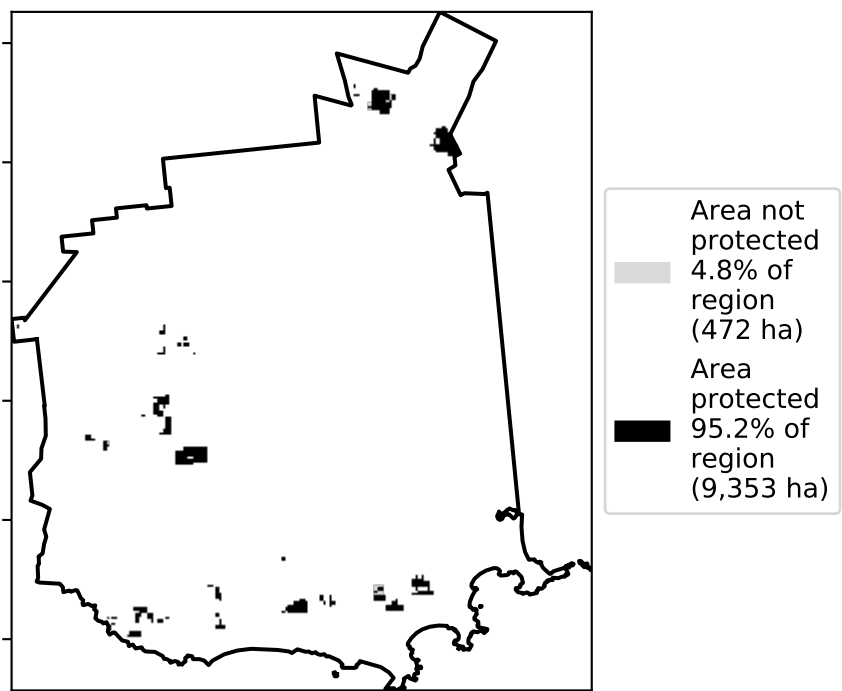 Area not
protected
4.8% of
region
(472 ha)
Area
protected
95.2% of
region
(9,353 ha)